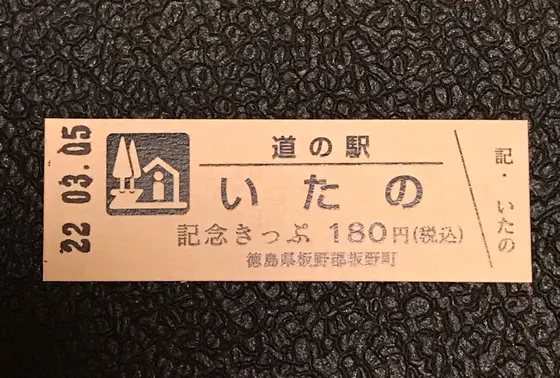 22 03.05
道の駅
いたの
記念きっぷ 180円(税込)
徳島県板野郡板野町
記・いたの